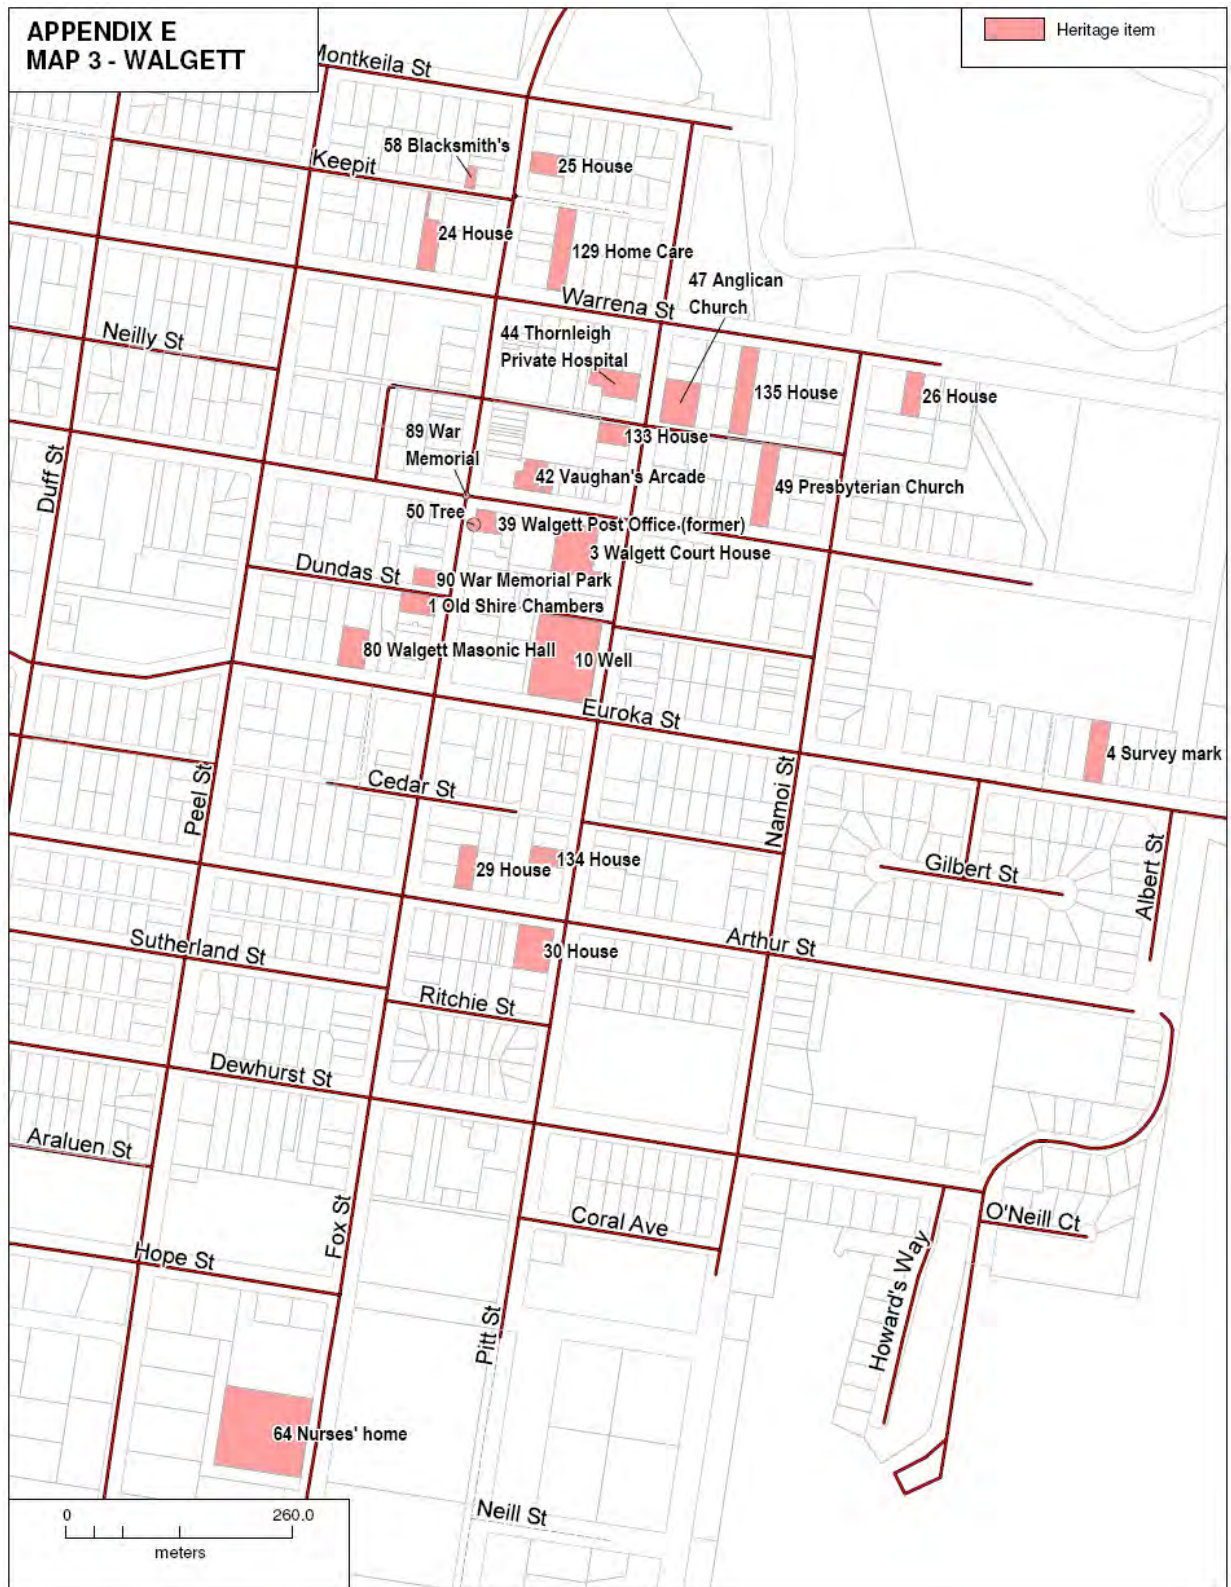 APPENDIX E
MAP 3 - WALGETT
Heritage item
Montkeila St
58 Blacksmith's
Keepit
25 House
24 House
129 Home Care
47 Anglican
Church
Warrena St
44 Thornleigh
Private Hospital
Neilly St
135 House
26 House
89 War
Memorial
133 House
Duff St
42 Vaughan's Arcade
49 Presbyterian Church
50 Tree
39 Walgett Post Office (former)
3 Walgett Court House
Dundas St
90 War Memorial Park
1 Old Shire Chambers
80 Walgett Masonic Hall
10 Well
Euroka St
4 Survey mark
Peel St
Cedar St
Namoi St
29 House
134 House
Gilbert St
Albert St
Sutherland St
30 House
Arthur St
Ritchie St
Dewhurst St
Araluen St
Fox St
Coral Ave
O'Neill Ct
Hope St
Howard's Way
Pitt St
64 Nurses' home
Neill St
0 260.0
meters